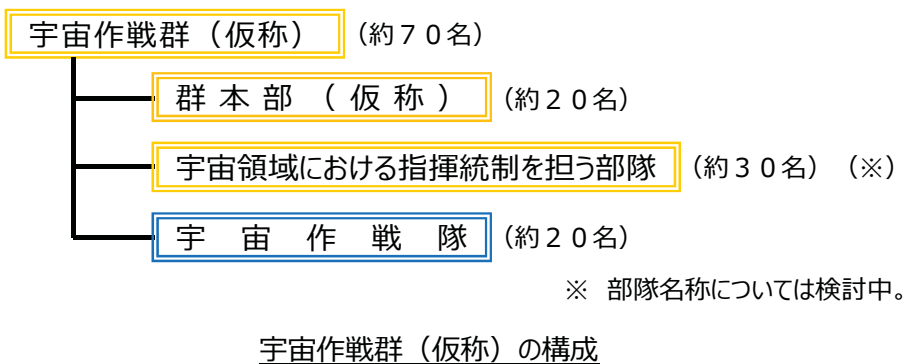 宇宙作戦群（仮称）（約７０名）
群本部（仮称）（約２０名）
宇宙領域における指揮統制を担う部隊（約３０名）（※）
宇宙作戦隊（約２０名）
※　部隊名称については検討中。
宇宙作戦群（仮称）の構成